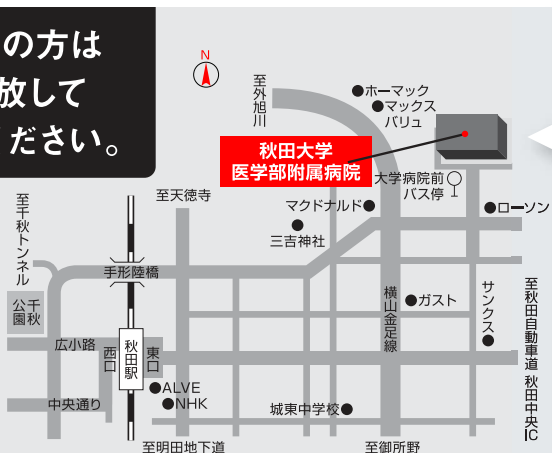 の方は
放して
ださい。
N
至外旭川
ホーマック
マックス
バリュ
秋田大学
医学部附属病院
大学病院前
バス停
至千秋トンネル
至天徳寺
マクドナルド
ローソン
三吉神社
手形陸橋
千秋
公園
横山金足線
ガスト
サンクス
至秋田自動車道 秋田中央IC
広小路
西口
秋田駅
東口
ALVE
NHK
中央通り
城東中学校
至明田地下道
至御所野